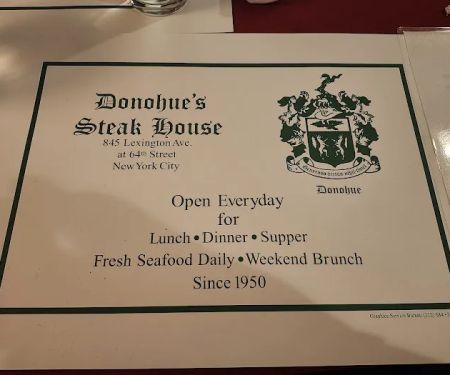 Donohue's
Steak House
845 Lexington Ave.
at 64th Street
New York City
Donohue
Open Everyday
for
Lunch • Dinner • Supper
Fresh Seafood Daily • Weekend Brunch
Since 1950